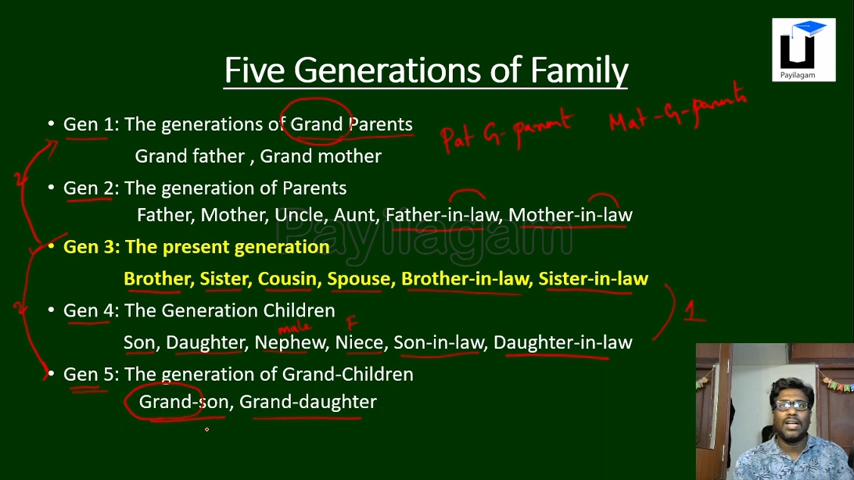 Payilagam
Five Generations of Family
• Gen 1: The generations of Grand Parents
Pat G-parent Mat-G-parents
Grand father , Grand mother
2
• Gen 2: The generation of Parents
Father, Mother, Uncle, Aunt, Father-in-law, Mother-in-law
Payilagam
• Gen 3: The present generation
Brother, Sister, Cousin, Spouse, Brother-in-law, Sister-in-law
2
• Gen 4: The Generation Children
1
male F
Son, Daughter, Nephew, Niece, Son-in-law, Daughter-in-law
• Gen 5: The generation of Grand-Children
Grand-son, Grand-daughter